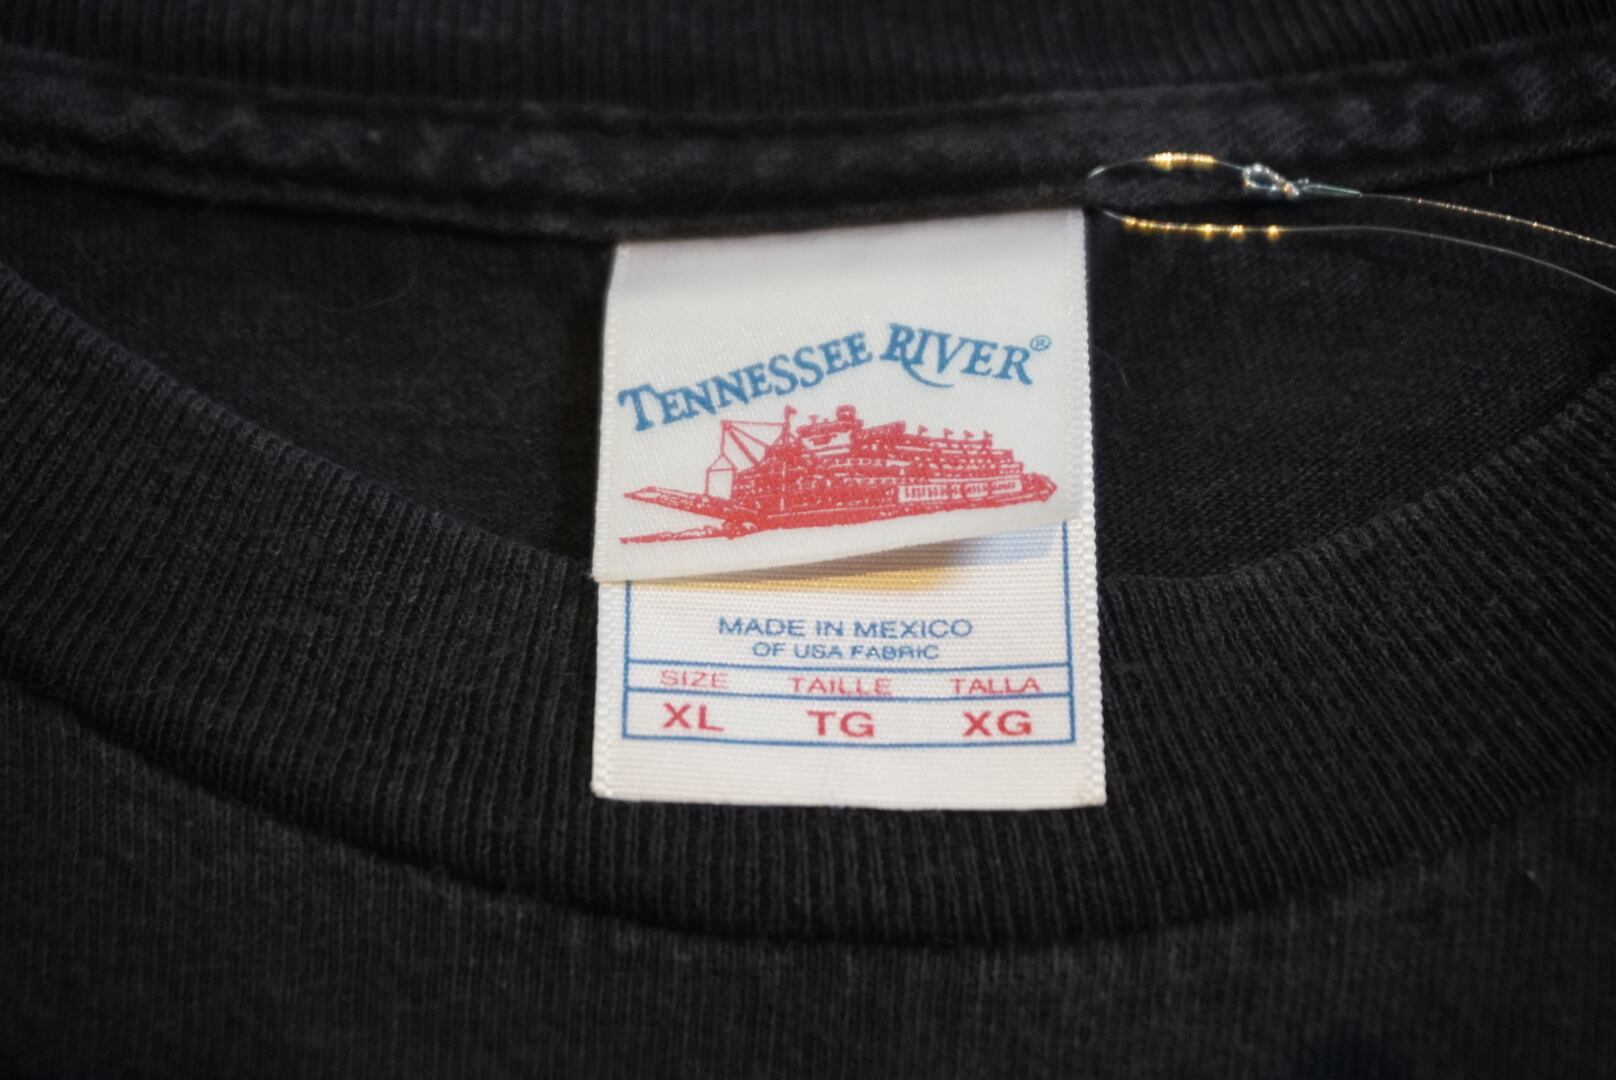 TENNESSEE RIVER®
MADE IN MEXICO
OF USA FABRIC
SIZE TAILLE TALLA
XL TG XG